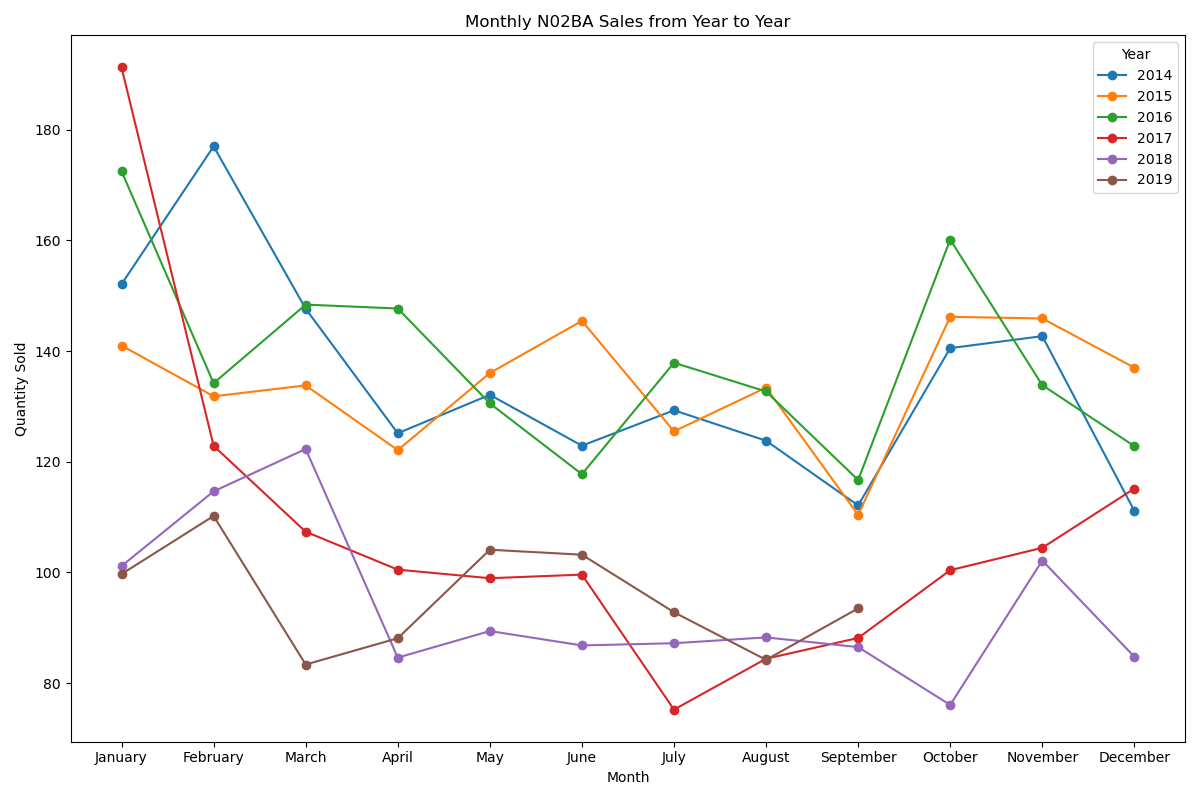 Monthly N02BA Sales from Year to Year
Year
2014
2015
2016
2017
2018
2019
Quantity Sold
180
160
140
120
100
80
January February March April May June July August September October November December
Month